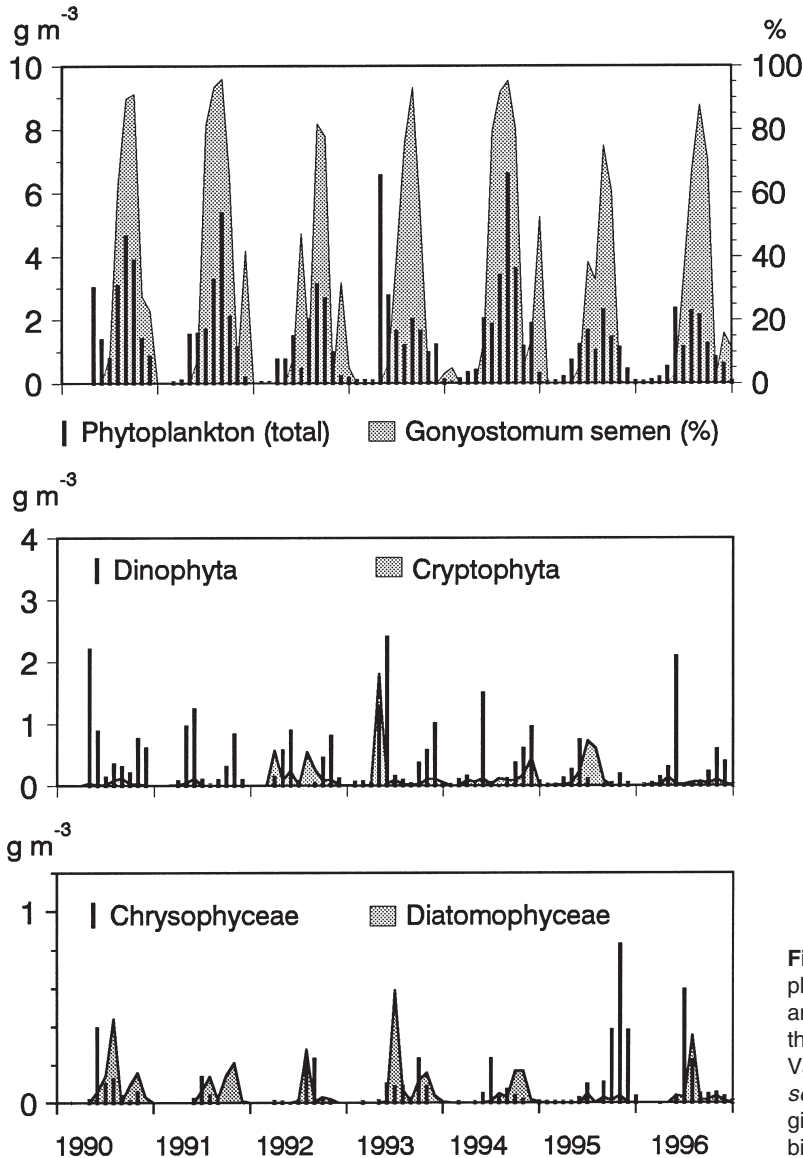 g m-3 %
10 100
8 80
6 60
4 40
2 20
0 0
Phytoplankton (total) Gonyostomum semen (%)
g m-3
4
Dinophyta Cryptophyta
3
2
1
0
g m-3
1 Chrysophyceae Diatomophyceae
0
1990 1991 1992 1993 1994 1995 1996